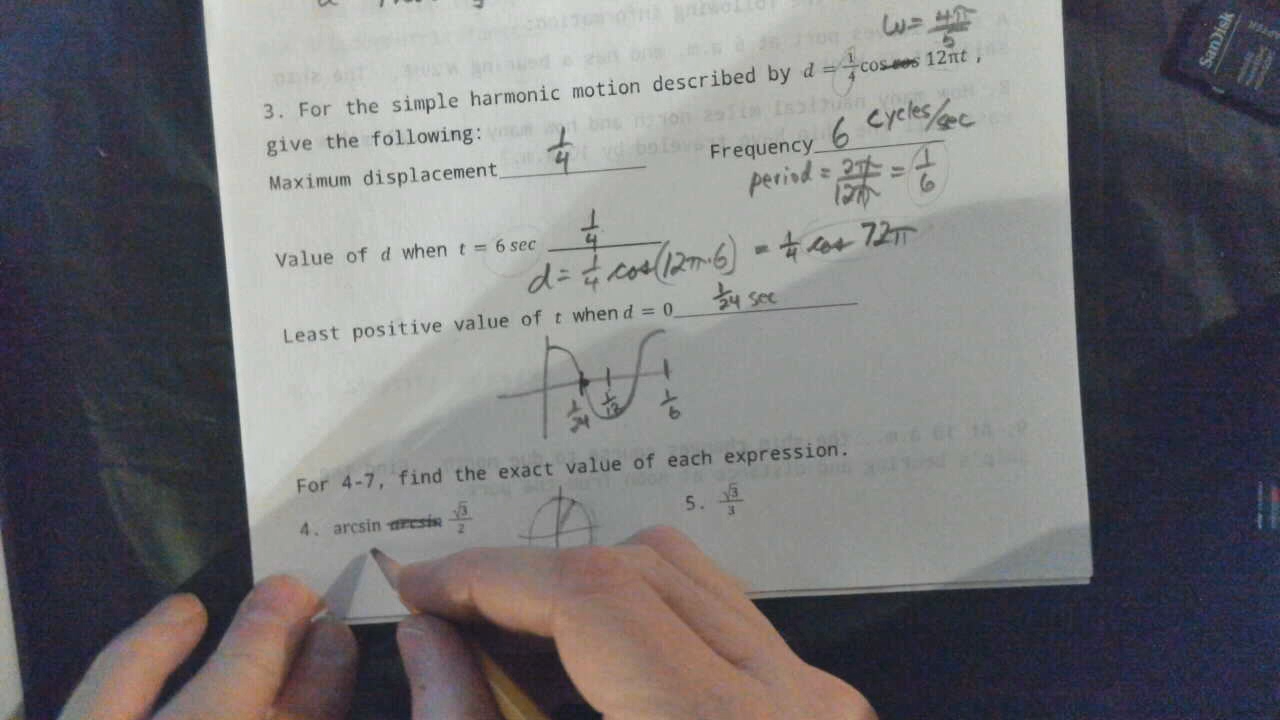 ω = 4π/5
3. For the simple harmonic motion described by d = 1/4 cos cos 12πt ,
give the following:
Maximum displacement 1/4
Frequency 6 cycles/sec
period = 2π/12π = 1/6
Value of d when t = 6 sec 1/4
d = 1/4 cos(12π·6) = 1/4 cos 72π
Least positive value of t when d = 0 1/24 sec
1/24 1/12 1/6
For 4-7, find the exact value of each expression.
4. arcsin arcsin √3/2
5. √3/3
SanDisk